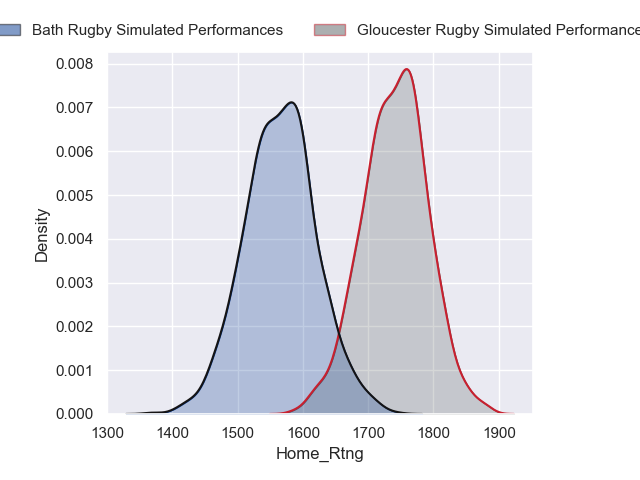 Bath Rugby Simulated Performances
Gloucester Rugby Simulated Performance
0.008
0.007
0.006
0.005
0.004
0.003
0.002
0.001
0.000
Density
1300 1400 1500 1600 1700 1800 1900
Home_Rtng